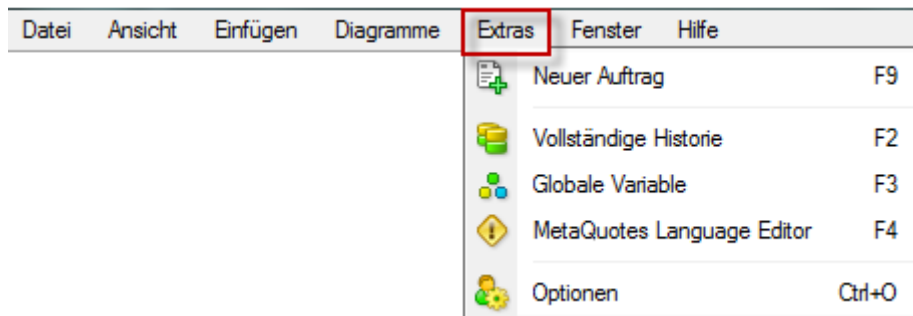 Datei Ansicht Einfügen Diagramme Extras Fenster Hilfe
Neuer Auftrag F9
Vollständige Historie F2
Globale Variable F3
MetaQuotes Language Editor F4
Optionen Ctrl+O